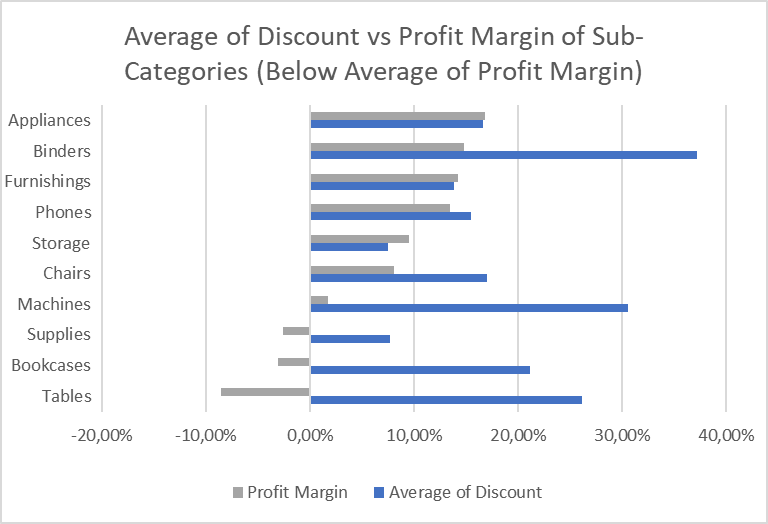 Average of Discount vs Profit Margin of Sub-
Categories (Below Average of Profit Margin)
Appliances
Binders
Furnishings
Phones
Storage
Chairs
Machines
Supplies
Bookcases
Tables
-20,00% -10,00% 0,00% 10,00% 20,00% 30,00% 40,00%
Profit Margin Average of Discount